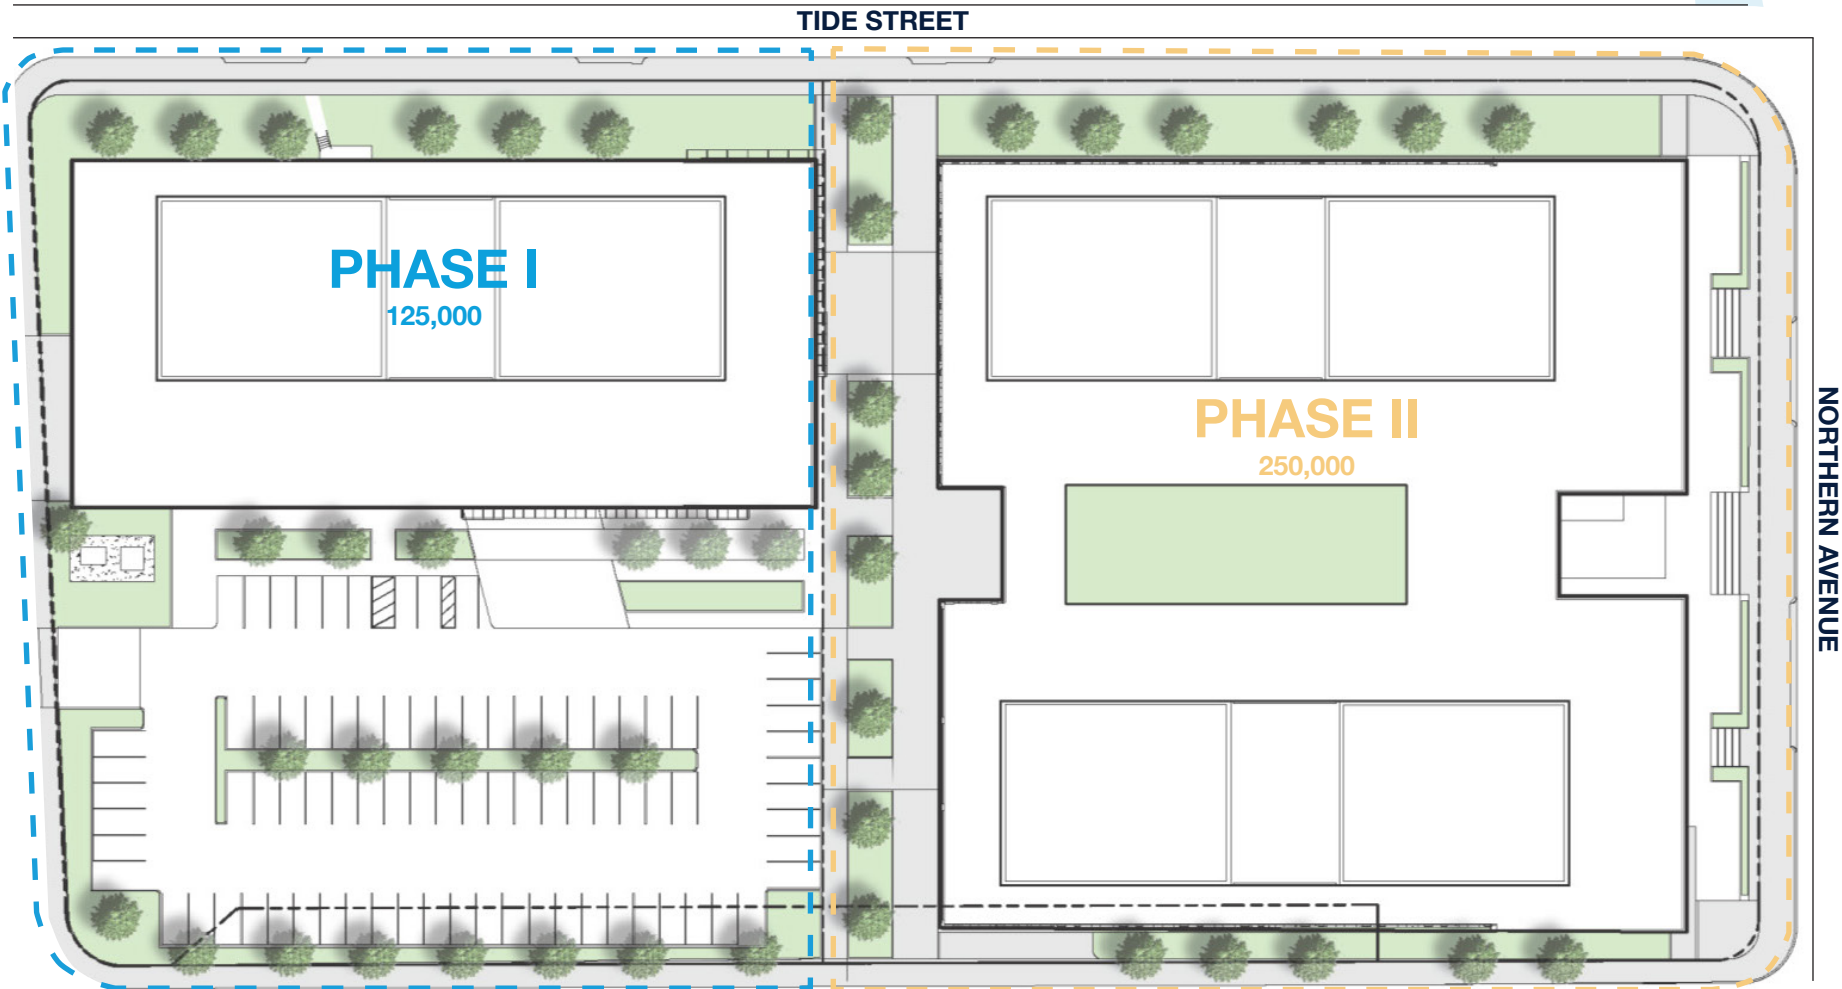 TIDE STREET
PHASE I
125,000
PHASE II
250,000
NORTHERN AVENUE